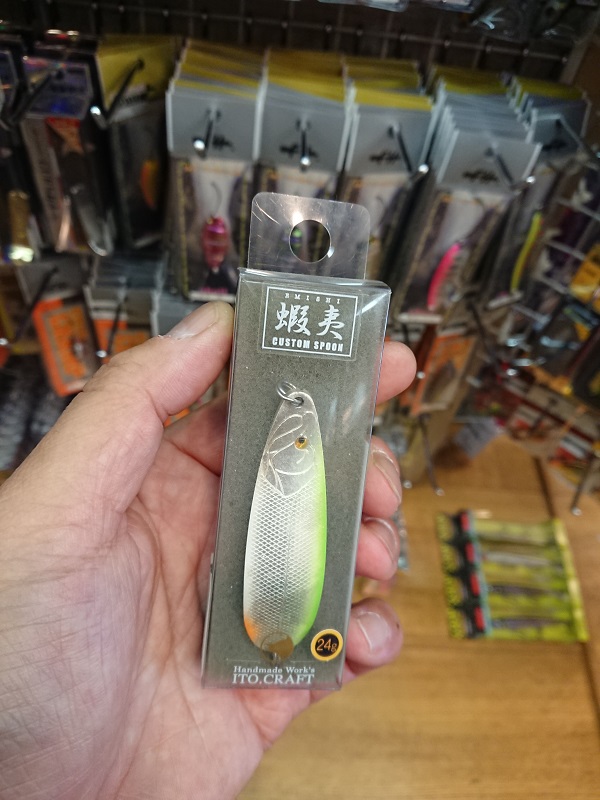 EMISHI
蝦夷
CUSTOM SPOON
24g
Handmade Work's
ITO.CRAFT